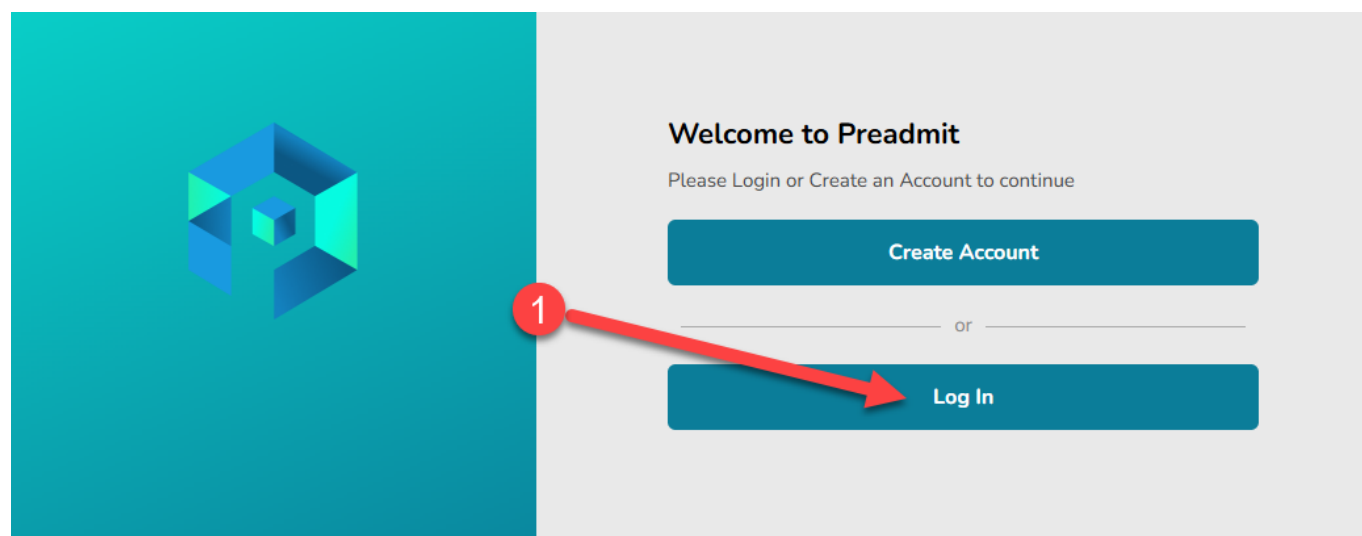 Welcome to Preadmit
Please Login or Create an Account to continue
Create Account
1
or
Log In